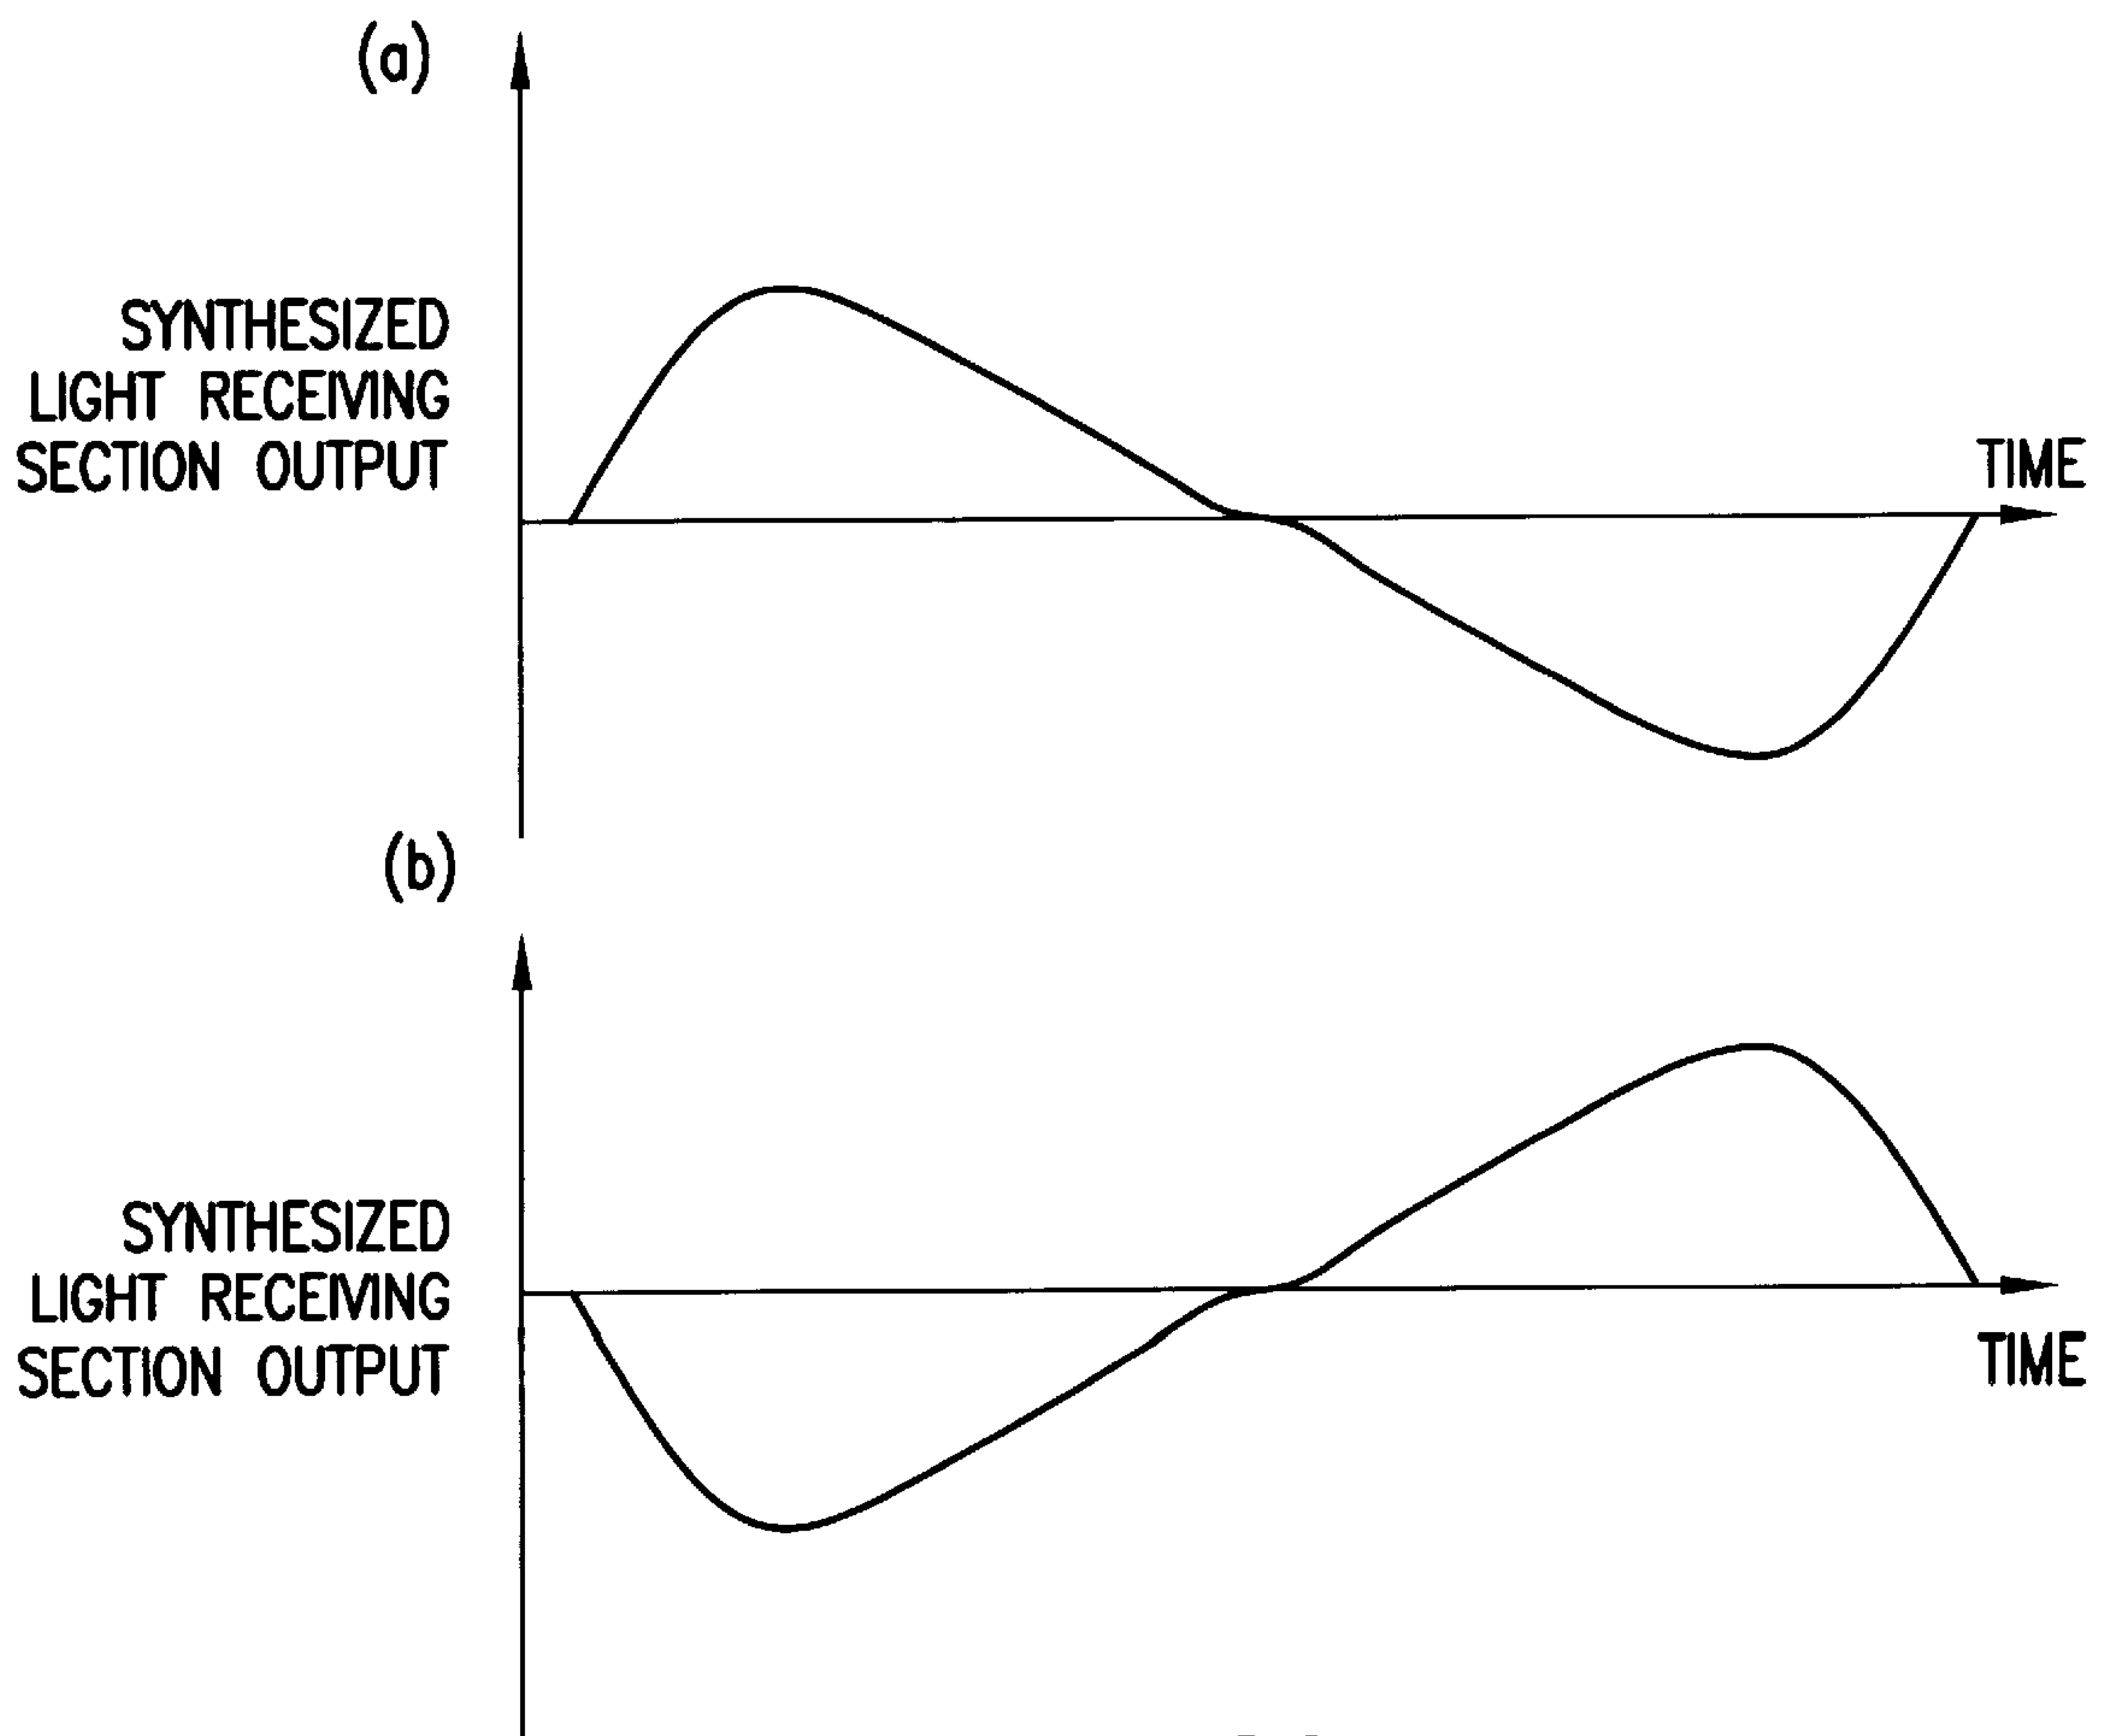 (a)
SYNTHESIZED
LIGHT RECEIVING
SECTION OUTPUT
TIME
(b)
SYNTHESIZED
LIGHT RECEIVING
SECTION OUTPUT
TIME